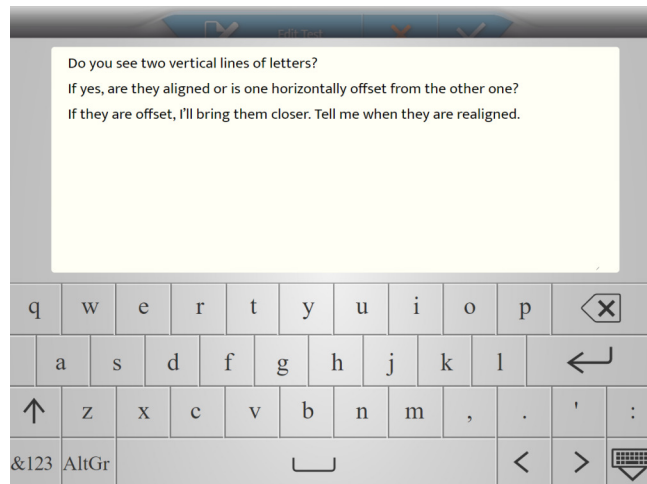 Edit Text
Do you see two vertical lines of letters?
If yes, are they aligned or is one horizontally offset from the other one?
If they are offset, I'll bring them closer. Tell me when they are realigned.
q w e r t y u i o p
a s d f g h j k l
z x c v b n m , . ' :
&123 AltGr < >